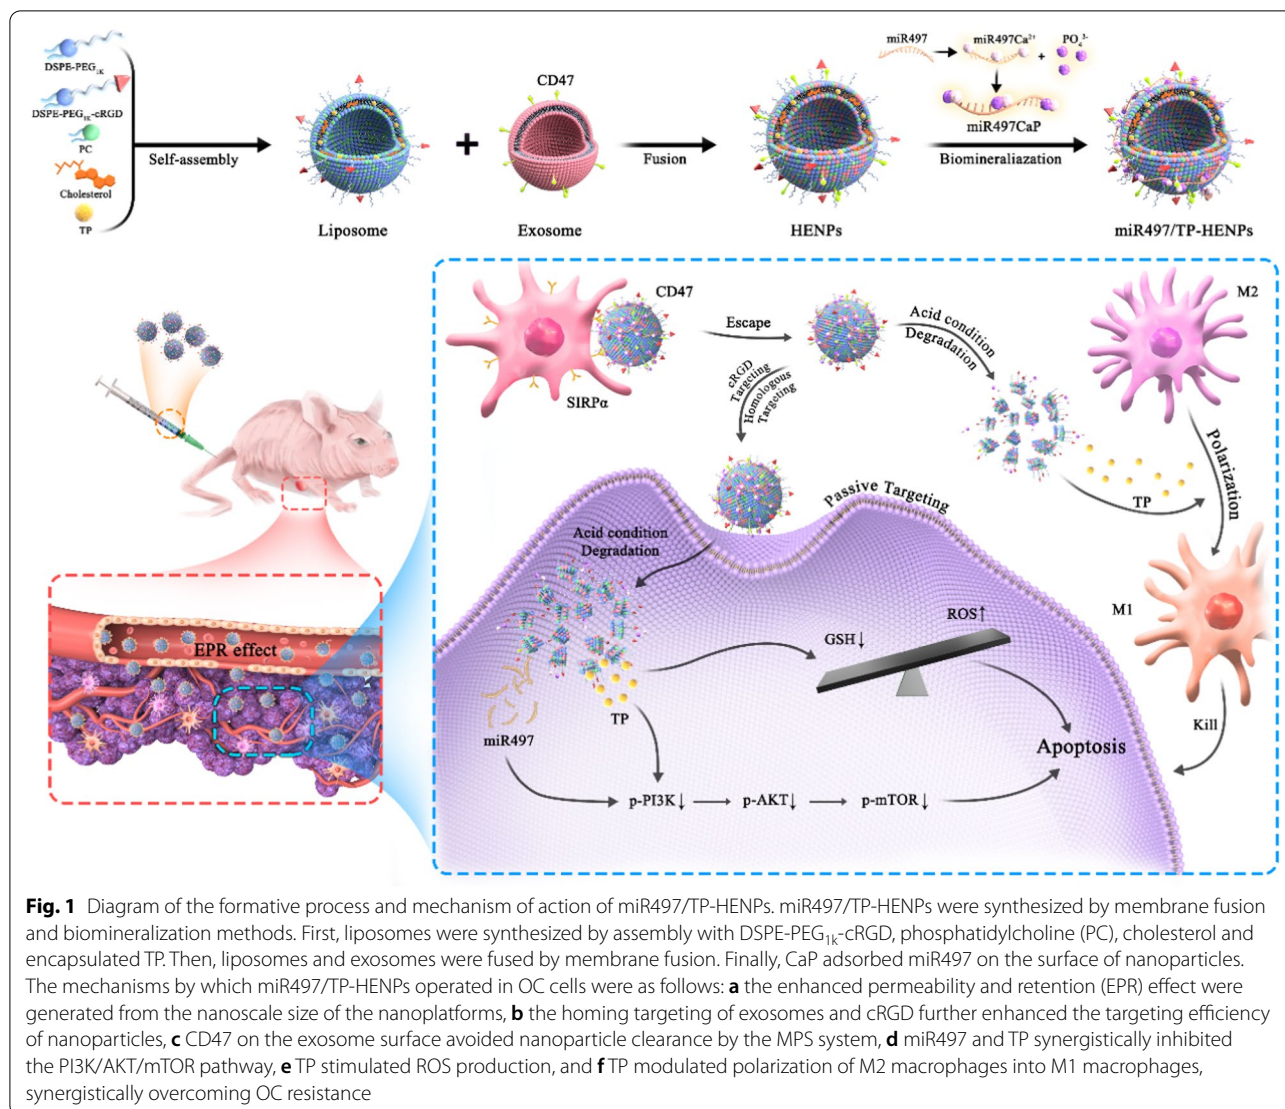 DSPE-PEG2K
DSPE-PEG1K-cRGD
PC
Cholesterol
TP
Self-assembly
Liposome
CD47
Exosome
Fusion
HENPs
miR497
miR497Ca2+
+
PO43-
miR497CaP
Biomineraliazation
miR497/TP-HENPs
EPR effect
CD47
SIRPα
Escape
cRGD
Targeting
Homologous
Targeting
Acid condition
Degradation
M2
Polarization
TP
M1
Kill
Passive Targeting
Acid condition
Degradation
miR497
TP
GSH↓
ROS↑
Apoptosis
p-PI3K↓
p-AKT↓
p-mTOR↓
Fig. 1 Diagram of the formative process and mechanism of action of miR497/TP-HENPs. miR497/TP-HENPs were synthesized by membrane fusion
and biomineralization methods. First, liposomes were synthesized by assembly with DSPE-PEG1k-cRGD, phosphatidylcholine (PC), cholesterol and
encapsulated TP. Then, liposomes and exosomes were fused by membrane fusion. Finally, CaP adsorbed miR497 on the surface of nanoparticles.
The mechanisms by which miR497/TP-HENPs operated in OC cells were as follows: a the enhanced permeability and retention (EPR) effect were
generated from the nanoscale size of the nanoplatforms, b the homing targeting of exosomes and cRGD further enhanced the targeting efficiency
of nanoparticles, c CD47 on the exosome surface avoided nanoparticle clearance by the MPS system, d miR497 and TP synergistically inhibited
the PI3K/AKT/mTOR pathway, e TP stimulated ROS production, and f TP modulated polarization of M2 macrophages into M1 macrophages,
synergistically overcoming OC resistance